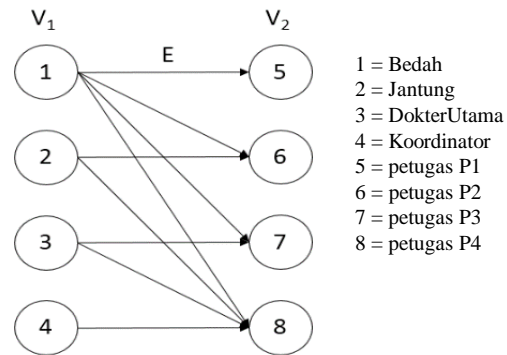 V1 V2
E
1 5
2 6
3 7
4 8
1 = Bedah
2 = Jantung
3 = DokterUtama
4 = Koordinator
5 = petugas P1
6 = petugas P2
7 = petugas P3
8 = petugas P4